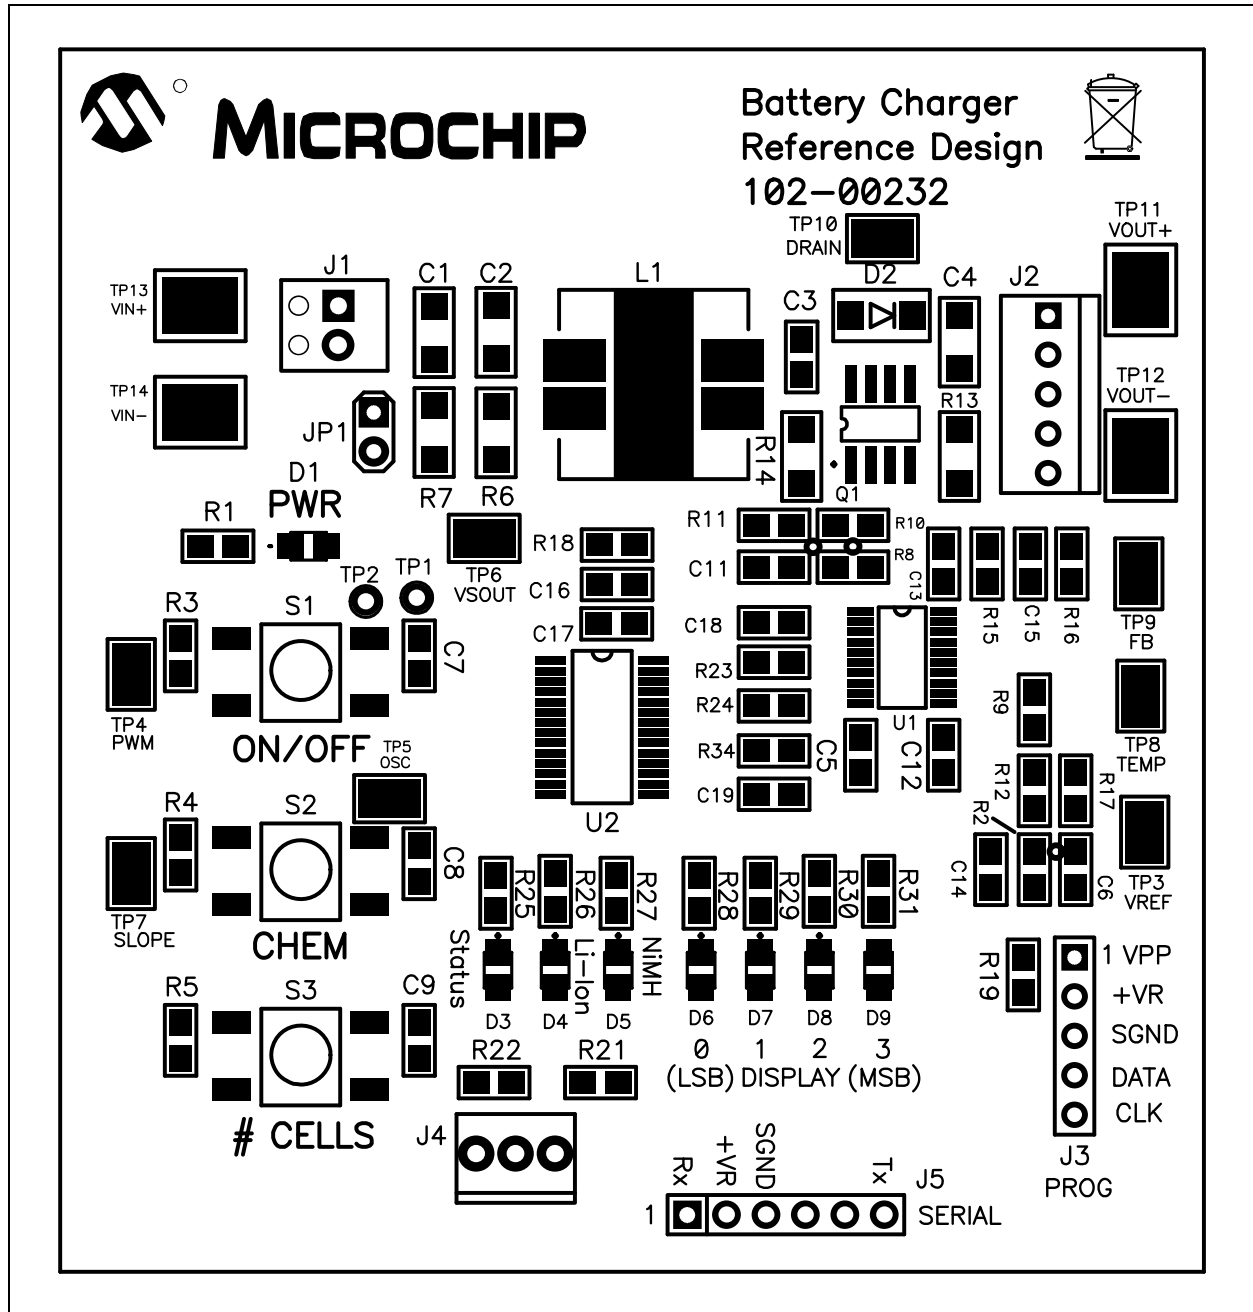 MICROCHIP
Battery Charger
Reference Design
102-00232
TP10
DRAIN
TP11
VOUT+
TP13
VIN+
J1
C1
C2
L1
C3
D2
C4
J2
TP14
VIN-
JP1
R7
R6
R14
Q1
R13
TP12
VOUT-
D1
PWR
R1
TP6
VSOUT
R18
C16
C17
R11
R10
C11
R8
C13
R15
C15
R16
TP9
FB
TP2
TP1
R3
S1
C7
TP4
PWM
ON/OFF
TP5
OSC
C18
R23
R24
R34
C19
U1
C5
C12
R9
TP8
TEMP
R12
R17
R2
C14
C6
TP3
VREF
U2
R4
S2
C8
TP7
SLOPE
CHEM
R25
R26
R27
R28
R29
R30
R31
Status
Li-Ion
NiMH
D3
D4
D5
D6
D7
D8
D9
0
1
2
3
(LSB) DISPLAY (MSB)
R19
1 VPP
+VR
SGND
DATA
CLK
J3
PROG
R5
S3
C9
# CELLS
R22
R21
J4
Rx
+VR
SGND
Tx
J5
1
SERIAL